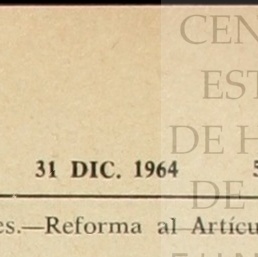 CEN
EST
DE H
31 DIC. 1964
DE
es.—Reforma al Artícu